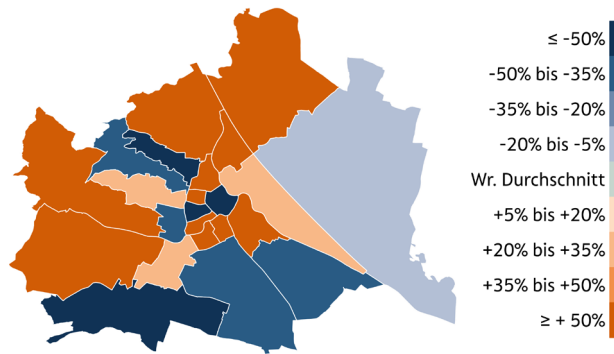 ≤ -50%
-50% bis -35%
-35% bis -20%
-20% bis -5%
Wr. Durchschnitt
+5% bis +20%
+20% bis +35%
+35% bis +50%
≥ + 50%